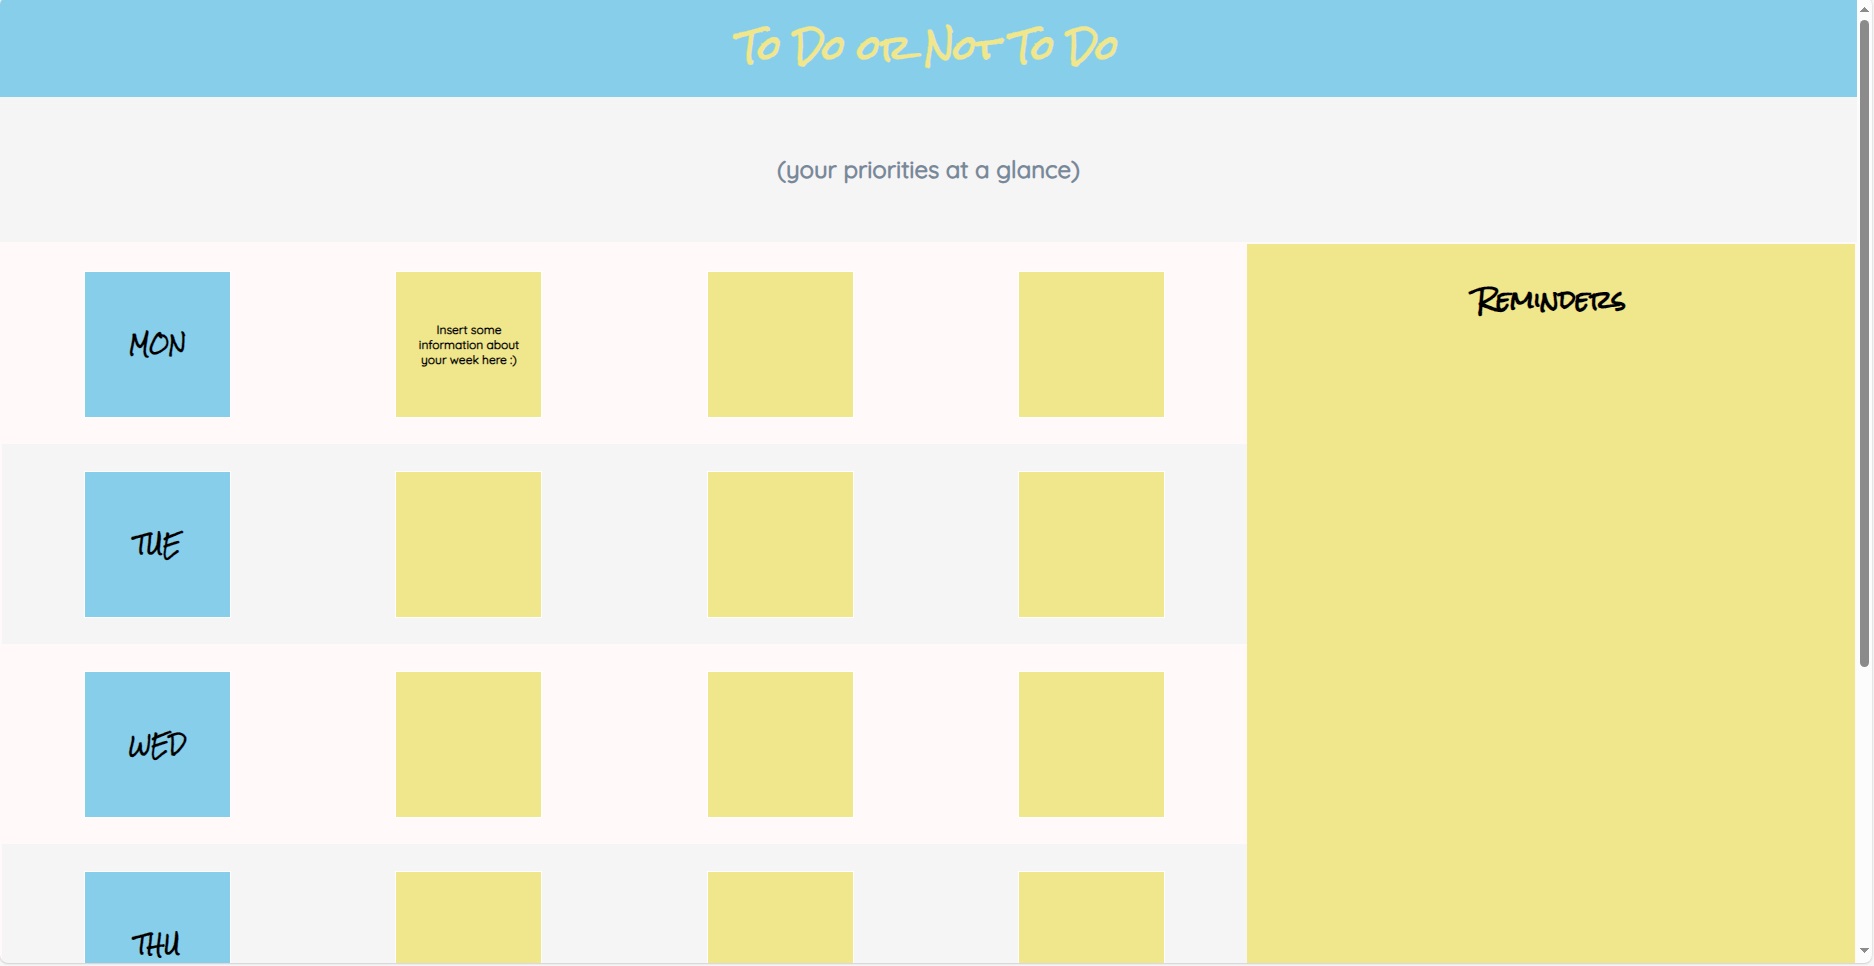 To Do or Not To Do
(your priorities at a glance)
MON
Insert some
information about
your week here :)
Reminders
TUE
WED
THU